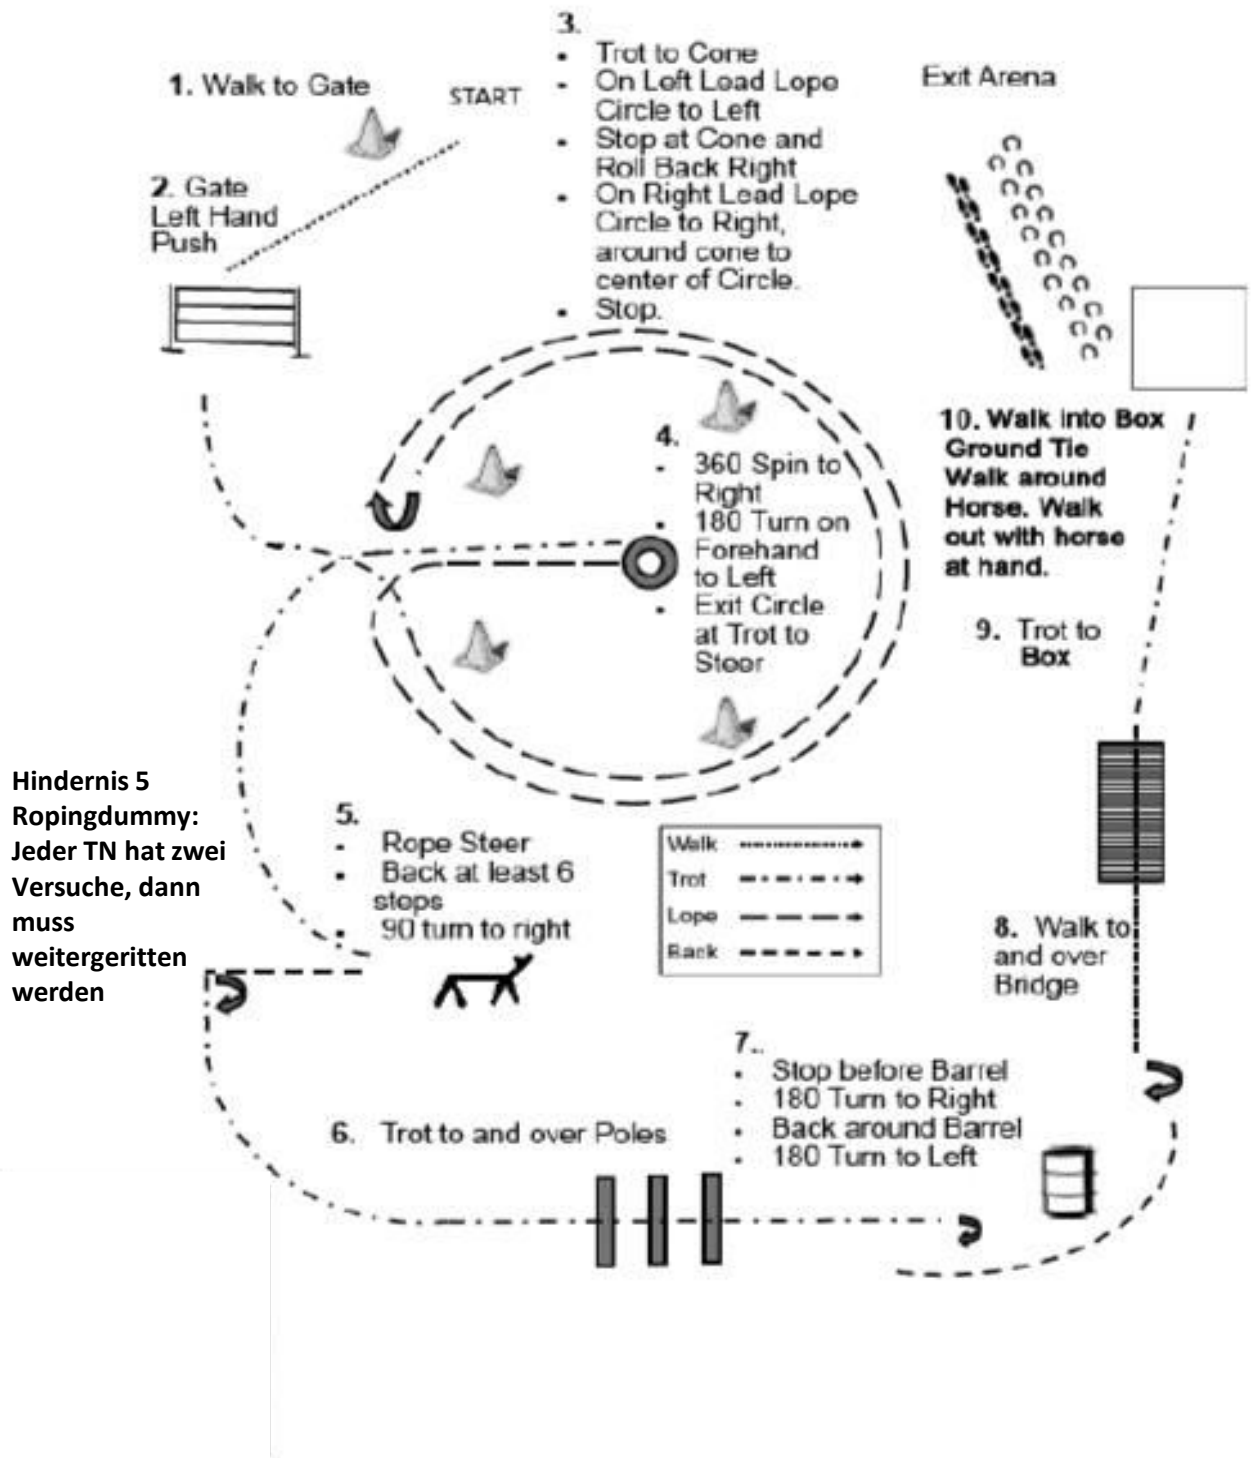 1. Walk to Gate
START
2. Gate
Left Hand
Push
3.
• Trot to Cone
- On Left Lead Lope
Circle to Left
• Stop at Cone and
Roll Back Right
• On Right Lead Lope
Circle to Right,
around cone to
center of Circle.
• Stop.
Exit Arena
4.
- 360 Spin to
Right
• 180 Turn on
Forehand
to Left
• Exit Circle
at Trot to
Steer
10. Walk into Box
Ground Tie
Walk around
Horse. Walk
out with horse
at hand.
9. Trot to
Box
Hindernis 5
Ropingdummy:
Jeder TN hat zwei
Versuche, dann
muss
weitergeritten
werden
5.
- Rope Steer
• Back at least 6
steps
• 90 turn to right
Walk
Trot
Lope
Back
8. Walk to
and over
Bridge
7..
• Stop before Barrel
• 180 Turn to Right
• Back around Barrel
• 180 Turn to Left
6. Trot to and over Poles